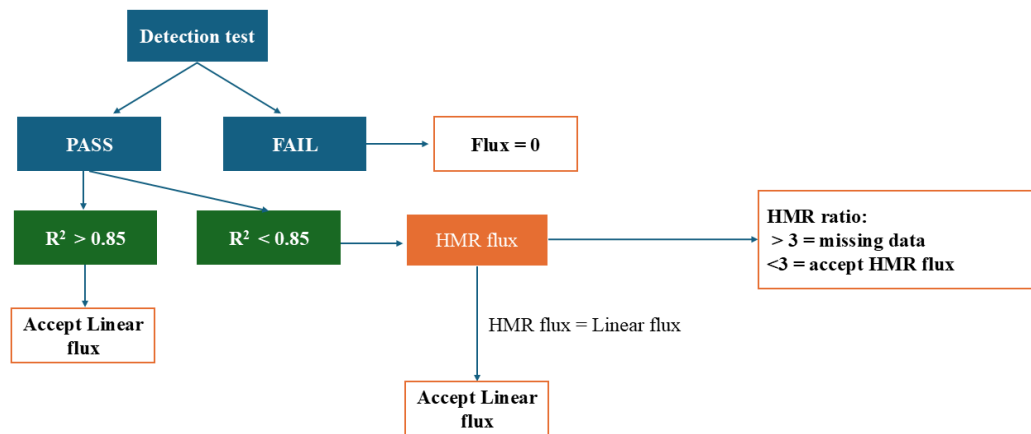 Detection test
PASS
FAIL
Flux = 0
R² > 0.85
R² < 0.85
HMR flux
HMR ratio:
> 3 = missing data
<3 = accept HMR flux
Accept Linear
flux
HMR flux = Linear flux
Accept Linear
flux